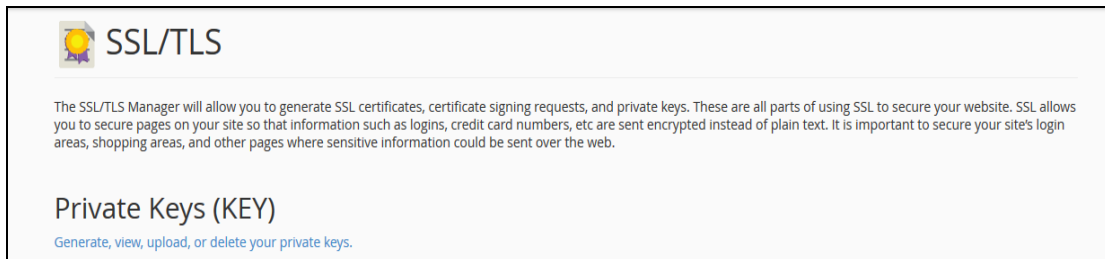 SSL/TLS
The SSL/TLS Manager will allow you to generate SSL certificates, certificate signing requests, and private keys. These are all parts of using SSL to secure your website. SSL allows
you to secure pages on your site so that information such as logins, credit card numbers, etc are sent encrypted instead of plain text. It is important to secure your site's login
areas, shopping areas, and other pages where sensitive information could be sent over the web.
Private Keys (KEY)
Generate, view, upload, or delete your private keys.